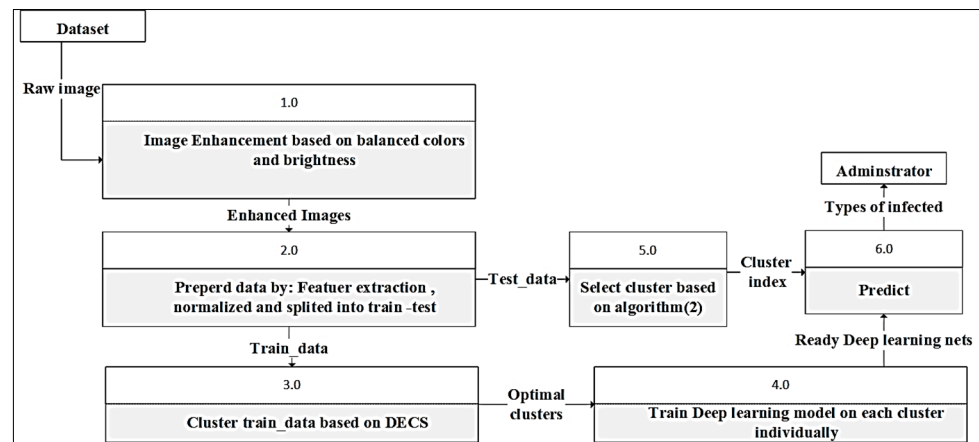 Dataset
Raw image
1.0
Image Enhancement based on balanced colors
and brightness
Enhanced Images
2.0
Preperd data by: Featuer extraction ,
normalized and splited into train -test
Test_data
5.0
Select cluster based
on algorithm(2)
Cluster
index
Adminstrator
Types of infected
6.0
Predict
Train_data
Ready Deep learning nets
3.0
Cluster train_data based on DECS
Optimal
clusters
4.0
Train Deep learning model on each cluster
individually